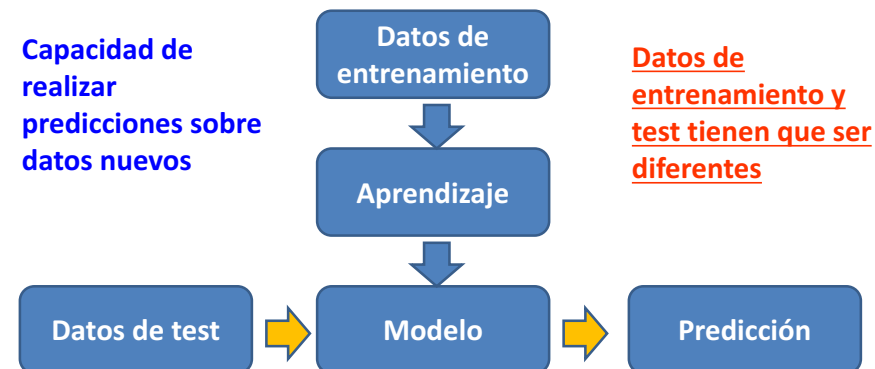 Capacidad de
realizar
predicciones sobre
datos nuevos
Datos de
entrenamiento
Datos de
entrenamiento y
test tienen que ser
diferentes
Aprendizaje
Datos de test
Modelo
Predicción